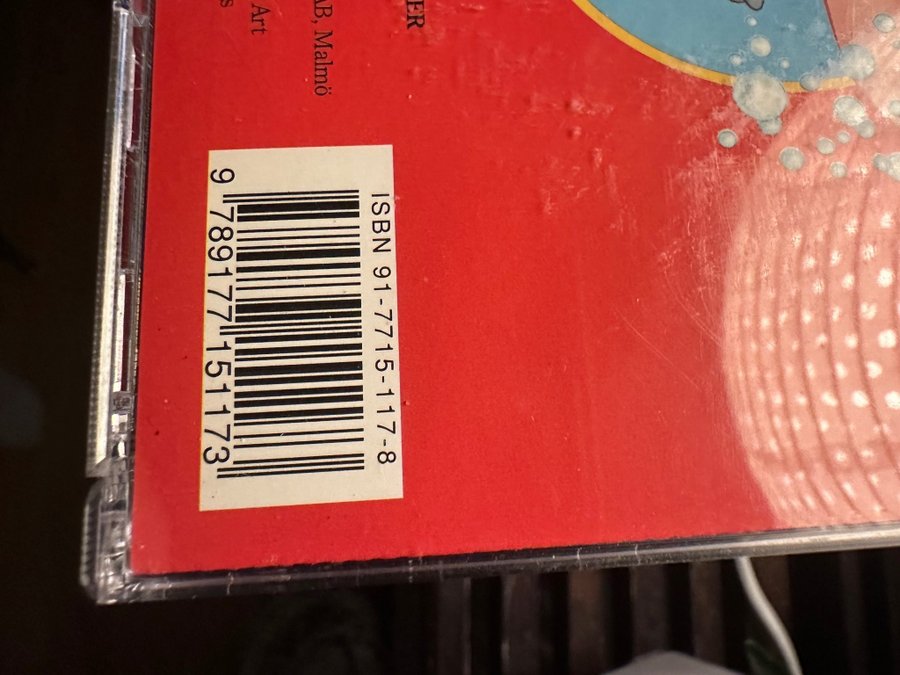 ER
AB, Malmö
Art
s
ISBN 91-7715-117-8
9 789177 151173